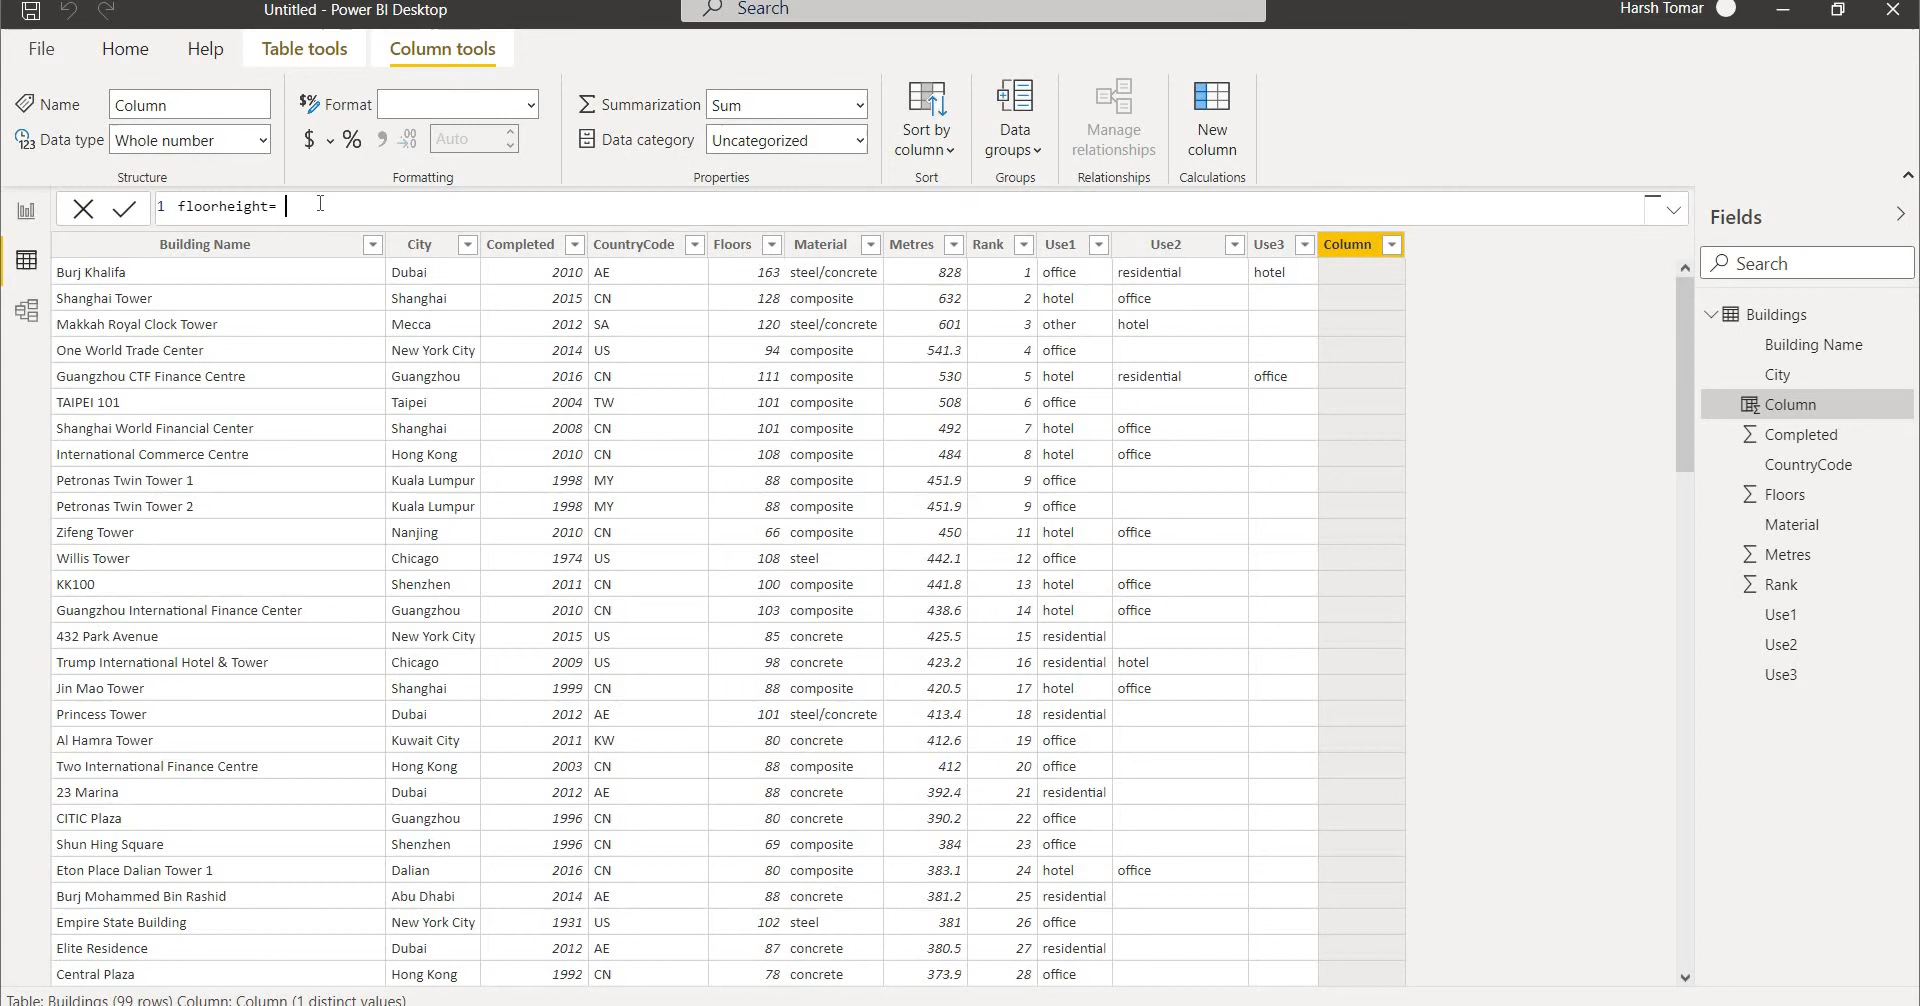 Untitled - Power BI Desktop
Search
Harsh Tomar
File Home Help Table tools Column tools
Name Column
Data type Whole number
Structure
Format
$ % 9 .00 Auto
Formatting
Summarization Sum
Data category Uncategorized
Properties
Sort by column
Sort
Data groups
Groups
Manage relationships
Relationships
New column
Calculations
1 floorheight=
Building Name City Completed CountryCode Floors Material Metres Rank Use1 Use2 Use3 Column
Burj Khalifa Dubai 2010 AE 163 steel/concrete 828 1 office residential hotel
Shanghai Tower Shanghai 2015 CN 128 composite 632 2 hotel office
Makkah Royal Clock Tower Mecca 2012 SA 120 steel/concrete 601 3 other hotel
One World Trade Center New York City 2014 US 94 composite 541.3 4 office
Guangzhou CTF Finance Centre Guangzhou 2016 CN 111 composite 530 5 hotel residential office
TAIPEI 101 Taipei 2004 TW 101 composite 508 6 office
Shanghai World Financial Center Shanghai 2008 CN 101 composite 492 7 hotel office
International Commerce Centre Hong Kong 2010 CN 108 composite 484 8 hotel office
Petronas Twin Tower 1 Kuala Lumpur 1998 MY 88 composite 451.9 9 office
Petronas Twin Tower 2 Kuala Lumpur 1998 MY 88 composite 451.9 9 office
Zifeng Tower Nanjing 2010 CN 66 composite 450 11 hotel office
Willis Tower Chicago 1974 US 108 steel 442.1 12 office
KK100 Shenzhen 2011 CN 100 composite 441.8 13 hotel office
Guangzhou International Finance Center Guangzhou 2010 CN 103 composite 438.6 14 hotel office
432 Park Avenue New York City 2015 US 85 concrete 425.5 15 residential
Trump International Hotel & Tower Chicago 2009 US 98 concrete 423.2 16 residential hotel
Jin Mao Tower Shanghai 1999 CN 88 composite 420.5 17 hotel office
Princess Tower Dubai 2012 AE 101 steel/concrete 413.4 18 residential
Al Hamra Tower Kuwait City 2011 KW 80 concrete 412.6 19 office
Two International Finance Centre Hong Kong 2003 CN 88 composite 412 20 office
23 Marina Dubai 2012 AE 88 concrete 392.4 21 residential
CITIC Plaza Guangzhou 1996 CN 80 concrete 390.2 22 office
Shun Hing Square Shenzhen 1996 CN 69 composite 384 23 office
Eton Place Dalian Tower 1 Dalian 2016 CN 80 composite 383.1 24 hotel office
Burj Mohammed Bin Rashid Abu Dhabi 2014 AE 88 concrete 381.2 25 residential
Empire State Building New York City 1931 US 102 steel 381 26 office
Elite Residence Dubai 2012 AE 87 concrete 380.5 27 residential
Central Plaza Hong Kong 1992 CN 78 concrete 373.9 28 office
Table: Buildings (99 rows) Column: Column (1 distinct values)
Fields
Search
Buildings
Building Name
City
Column
Completed
CountryCode
Floors
Material
Metres
Rank
Use1
Use2
Use3